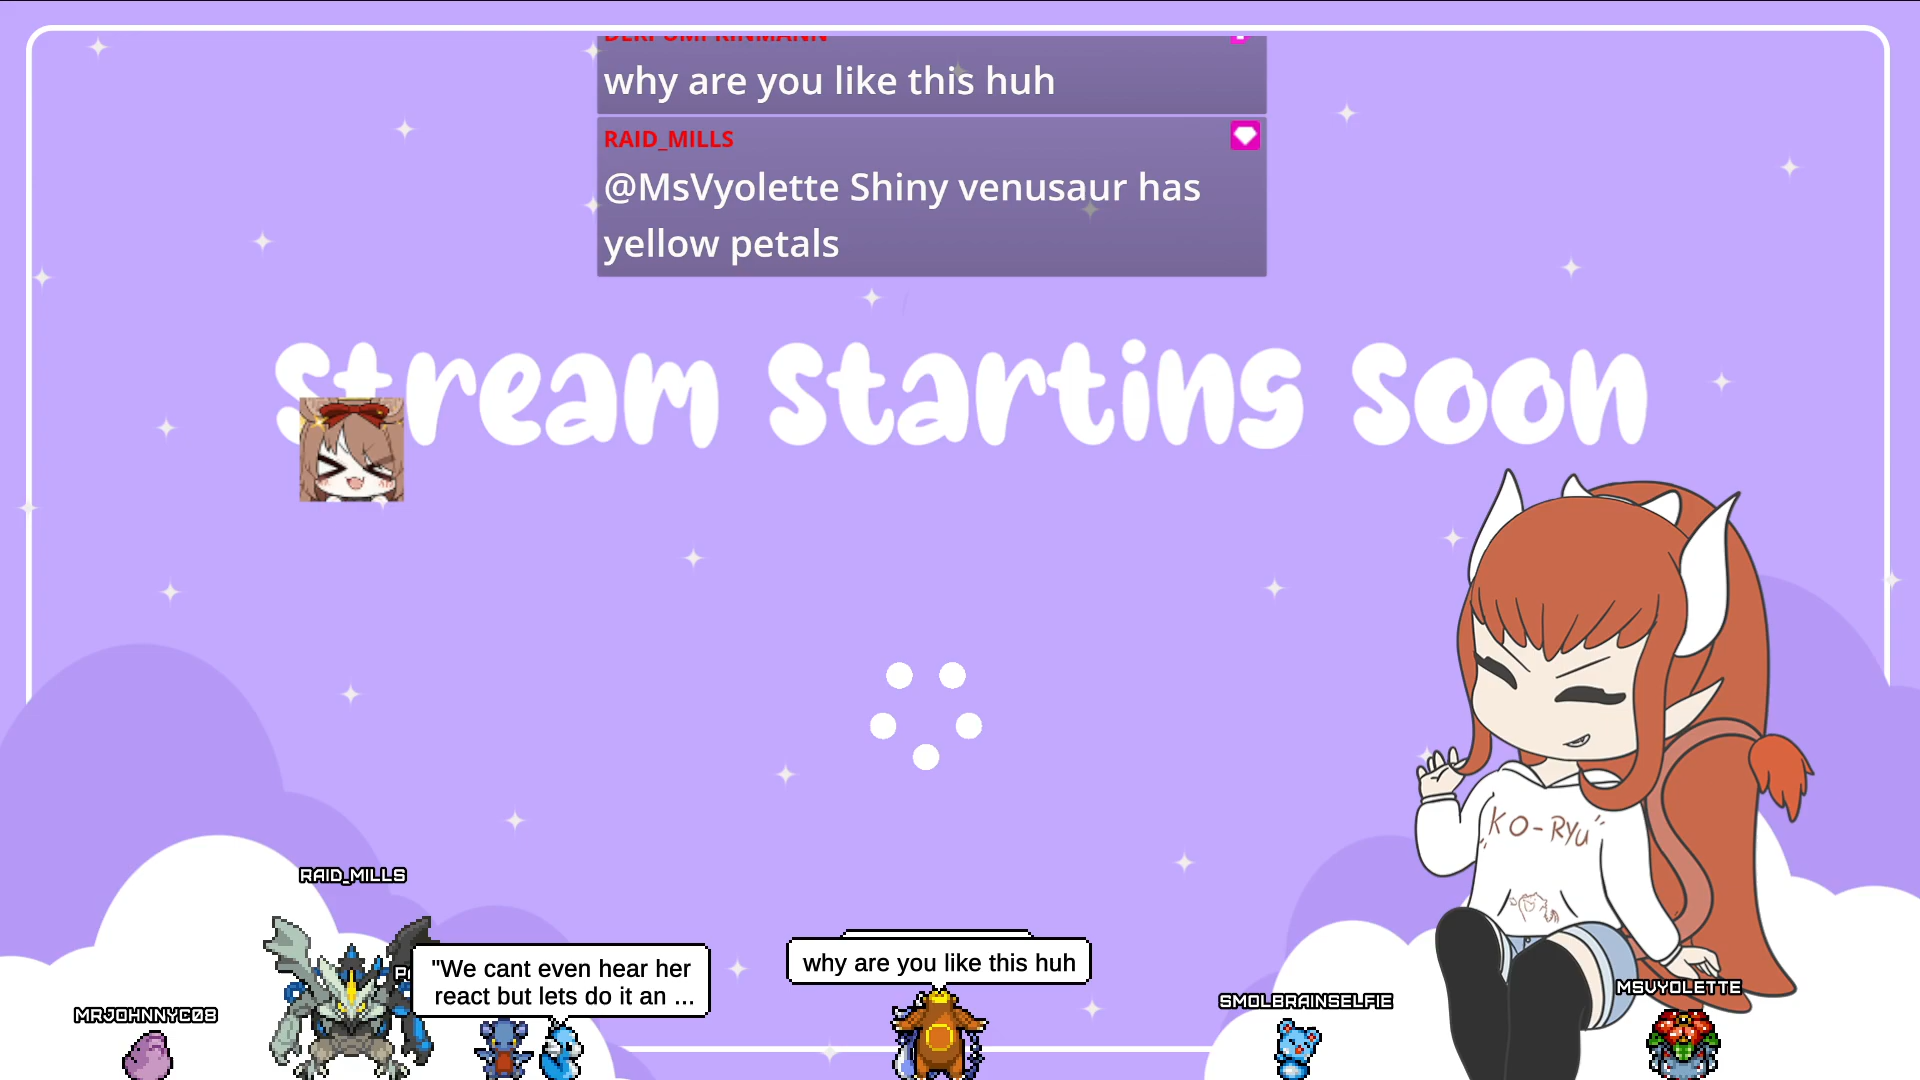 why are you like this huh
RAID_MILLS
@MsVyolette Shiny venusaur has
yellow petals
Stream Starting Soon
"KO-RYU"
RAID_MILLS
"We cant even hear her
react but lets do it an ...
why are you like this huh
MRJOHNNYC08
SMOLBRAINSELFIE
MSVYOLETTE